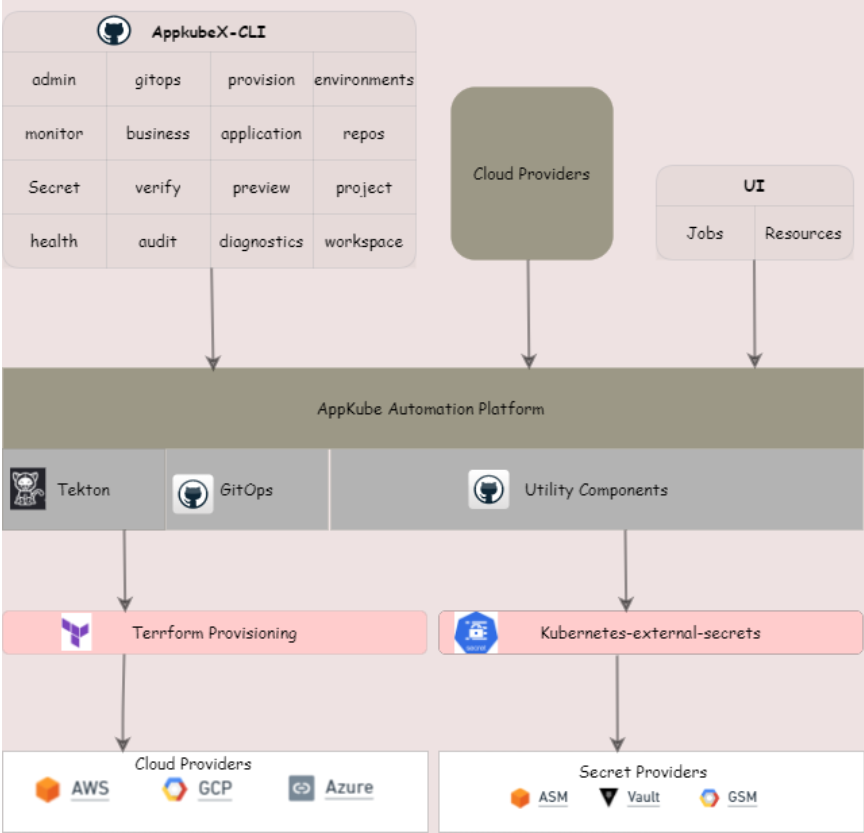 AppkubeX-CLI
admin gitops provision environments
monitor business application repos
Secret verify preview project
health audit diagnostics workspace
Cloud Providers
UI
Jobs Resources
AppKube Automation Platform
Tekton
GitOps
Utility Components
Terrform Provisioning
secret
Kubernetes-external-secrets
Cloud Providers
AWS GCP Azure
Secret Providers
ASM Vault GSM